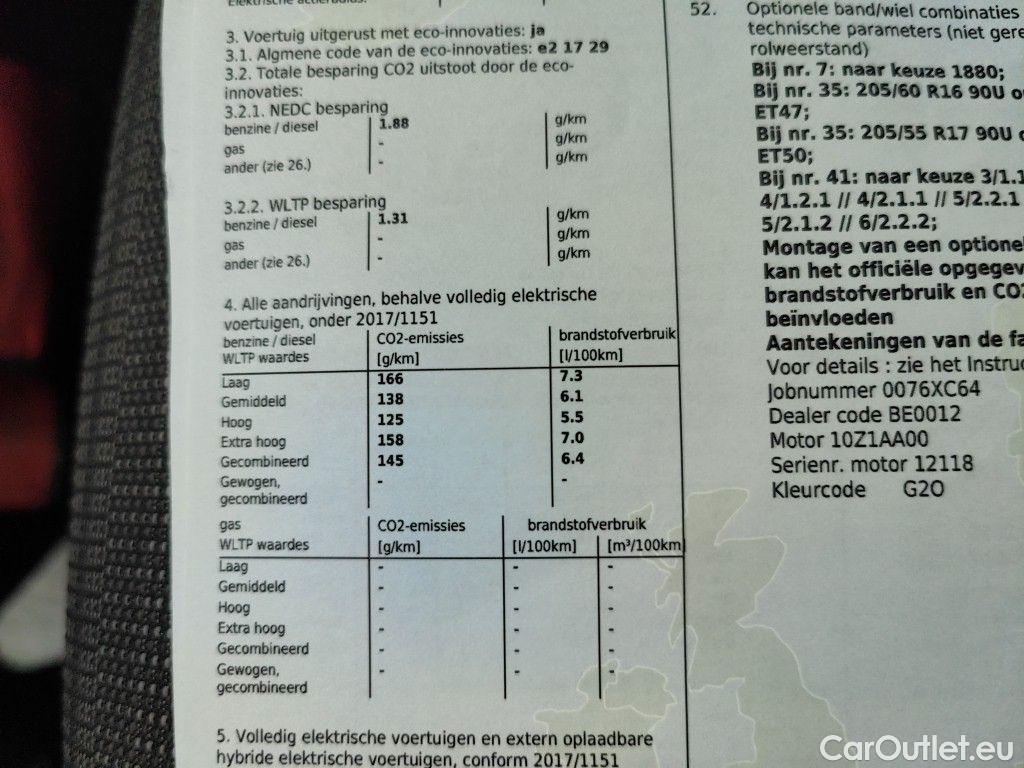 Elektrische actieradius:
3. Voertuig uitgerust met eco-innovaties: ja
3.1. Algmene code van de eco-innovaties: e2 17 29
3.2. Totale besparing CO2 uitstoot door de eco-
innovaties:
3.2.1. NEDC besparing
benzine / diesel 1.88 g/km
gas - g/km
ander (zie 26.) - g/km
3.2.2. WLTP besparing
benzine / diesel 1.31 g/km
gas - g/km
ander (zie 26.) - g/km
4. Alle aandrijvingen, behalve volledig elektrische
voertuigen, onder 2017/1151
benzine / diesel CO2-emissies brandstofverbruik
WLTP waardes [g/km] [l/100km]
Laag 166 7.3
Gemiddeld 138 6.1
Hoog 125 5.5
Extra hoog 158 7.0
Gecombineerd 145 6.4
Gewogen, - -
gecombineerd
gas CO2-emissies brandstofverbruik
WLTP waardes [g/km] [l/100km] [m³/100km]
Laag - - -
Gemiddeld - - -
Hoog - - -
Extra hoog - - -
Gecombineerd - - -
Gewogen, - - -
gecombineerd
5. Volledig elektrische voertuigen en extern oplaadbare
hybride elektrische voertuigen, conform 2017/1151
52. Optionele band/wiel combinaties
technische parameters (niet
rolweerstand)
Bij nr. 7: naar keuze 1880;
Bij nr. 35: 205/60 R16 90U
ET47;
Bij nr. 35: 205/55 R17 90U
ET50;
Bij nr. 41: naar keuze 3/1.1
4/1.2.1 // 4/2.1.1 // 5/2.2.1
5/2.1.2 // 6/2.2.2;
Montage van een
kan het officiële
brandstofverbruik en
beïnvloeden
Aantekeningen van de
Voor details : zie het
Jobnummer 0076XC64
Dealer code BE0012
Motor 10Z1AA00
Serienr. motor 12118
Kleurcode G2O
CarOutlet.eu